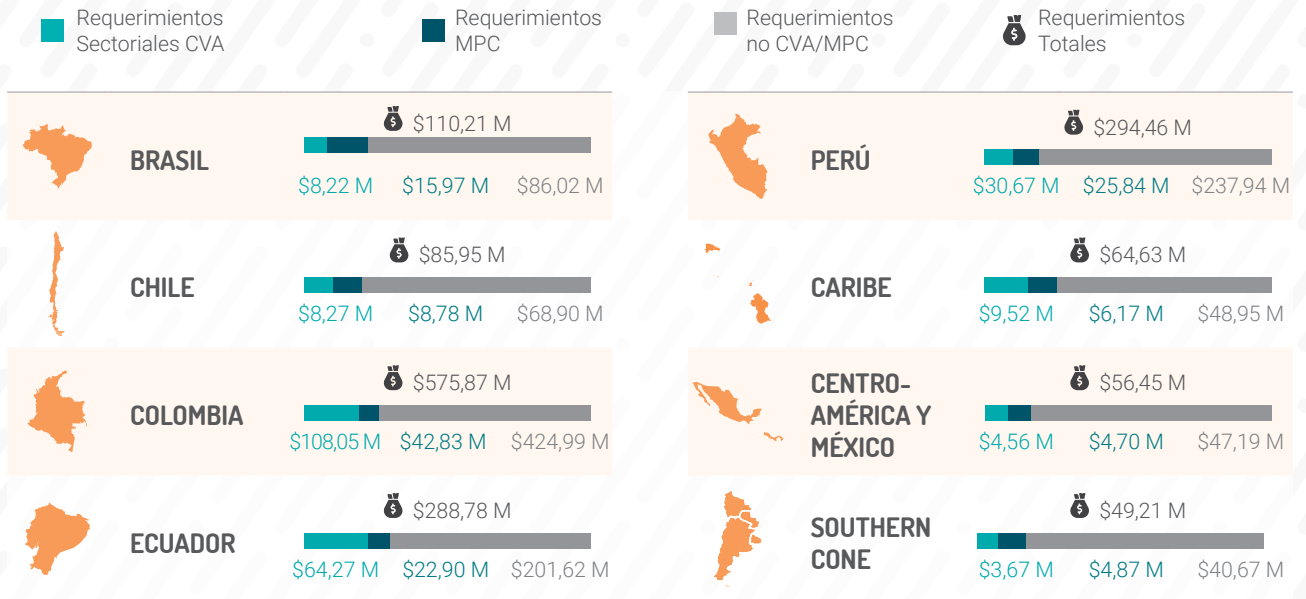 Requerimientos
Sectoriales CVA
Requerimientos
MPC
Requerimientos
no CVA/MPC
Requerimientos
Totales
$110,21 M
BRASIL
$8,22 M $15,97 M $86,02 M
$85,95 M
CHILE
$8,27 M $8,78 M $68,90 M
$575,87 M
COLOMBIA
$108,05 M $42,83 M $424,99 M
$288,78 M
ECUADOR
$64,27 M $22,90 M $201,62 M
$294,46 M
PERÚ
$30,67 M $25,84 M $237,94 M
$64,63 M
CARIBE
$9,52 M $6,17 M $48,95 M
$56,45 M
CENTRO-
AMÉRICA Y
MÉXICO
$4,56 M $4,70 M $47,19 M
$49,21 M
SOUTHERN
CONE
$3,67 M $4,87 M $40,67 M